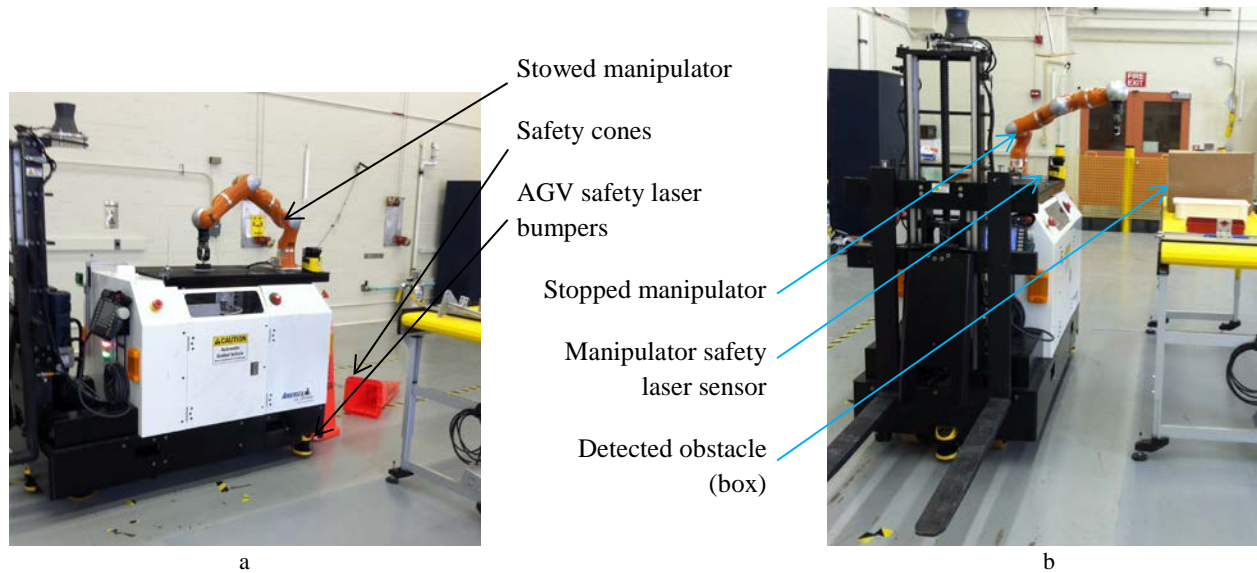 Stowed manipulator
Safety cones
AGV safety laser
bumpers
Stopped manipulator
Manipulator safety
laser sensor
Detected obstacle
(box)
CAUTION
AMERICA
FIRE
EXIT
a
b